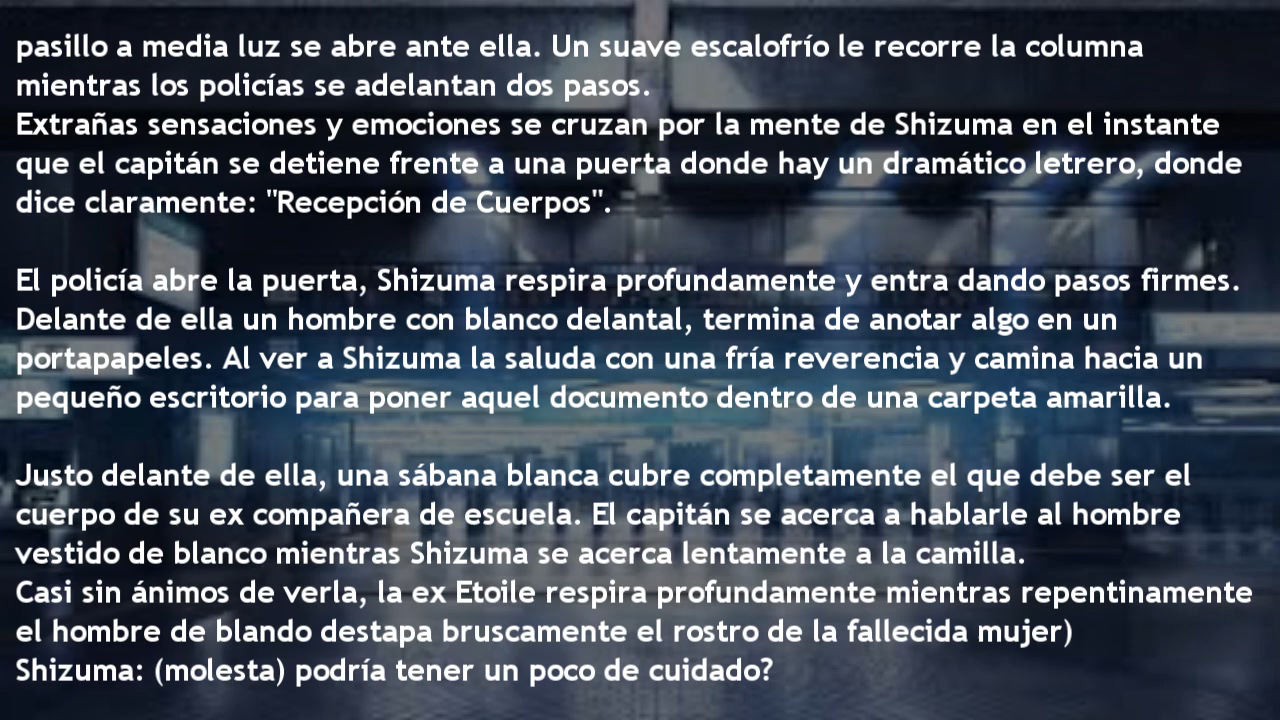 pasillo a media luz se abre ante ella. Un suave escalofrío le recorre la columna
mientras los policías se adelantan dos pasos.
Extrañas sensaciones y emociones se cruzan por la mente de Shizuma en el instante
que el capitán se detiene frente a una puerta donde hay un dramático letrero, donde
dice claramente: "Recepción de Cuerpos".
El policía abre la puerta, Shizuma respira profundamente y entra dando pasos firmes.
Delante de ella un hombre con blanco delantal, termina de anotar algo en un
portapapeles. Al ver a Shizuma la saluda con una fría reverencia y camina hacia un
pequeño escritorio para poner aquel documento dentro de una carpeta amarilla.
Justo delante de ella, una sábana blanca cubre completamente el que debe ser el
cuerpo de su ex compañera de escuela. El capitán se acerca a hablarle al hombre
vestido de blanco mientras Shizuma se acerca lentamente a la camilla.
Casi sin ánimos de verla, la ex Etoile respira profundamente mientras repentinamente
el hombre de blando destapa bruscamente el rostro de la fallecida mujer)
Shizuma: (molesta) podría tener un poco de cuidado?